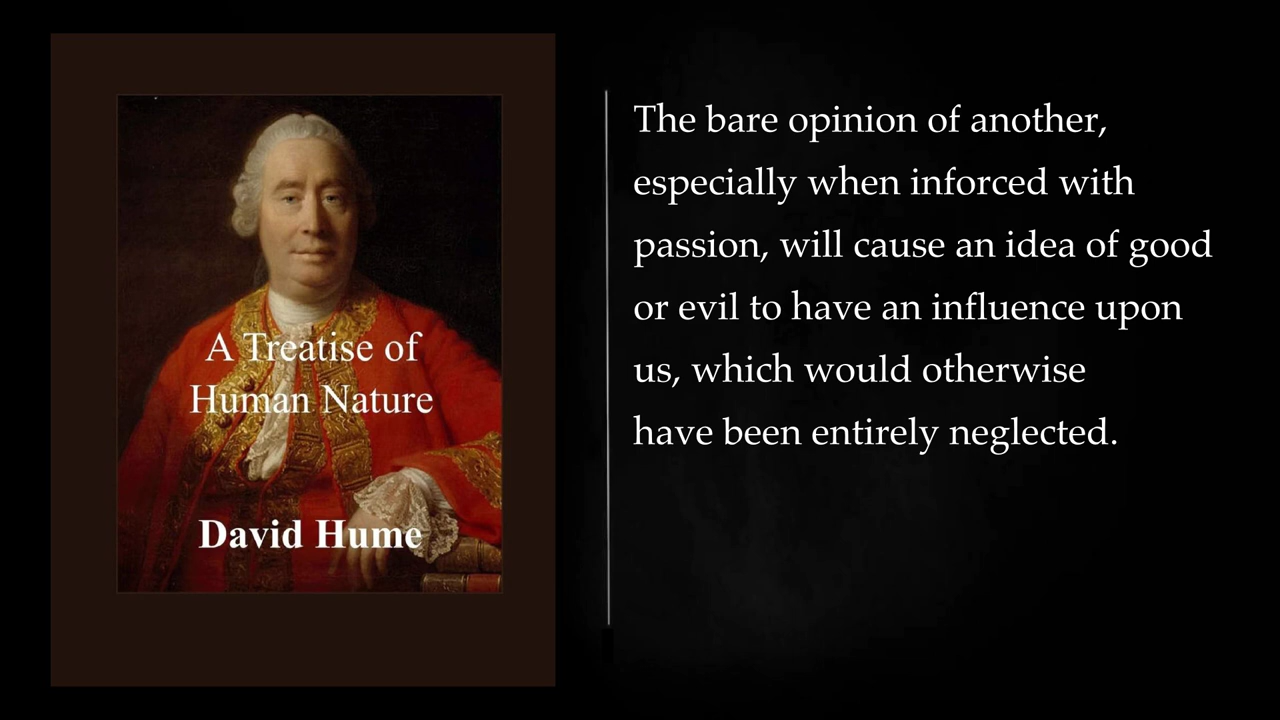 A Treatise of
Human Nature
David Hume
The bare opinion of another,
especially when inforced with
passion, will cause an idea of good
or evil to have an influence upon
us, which would otherwise
have been entirely neglected.